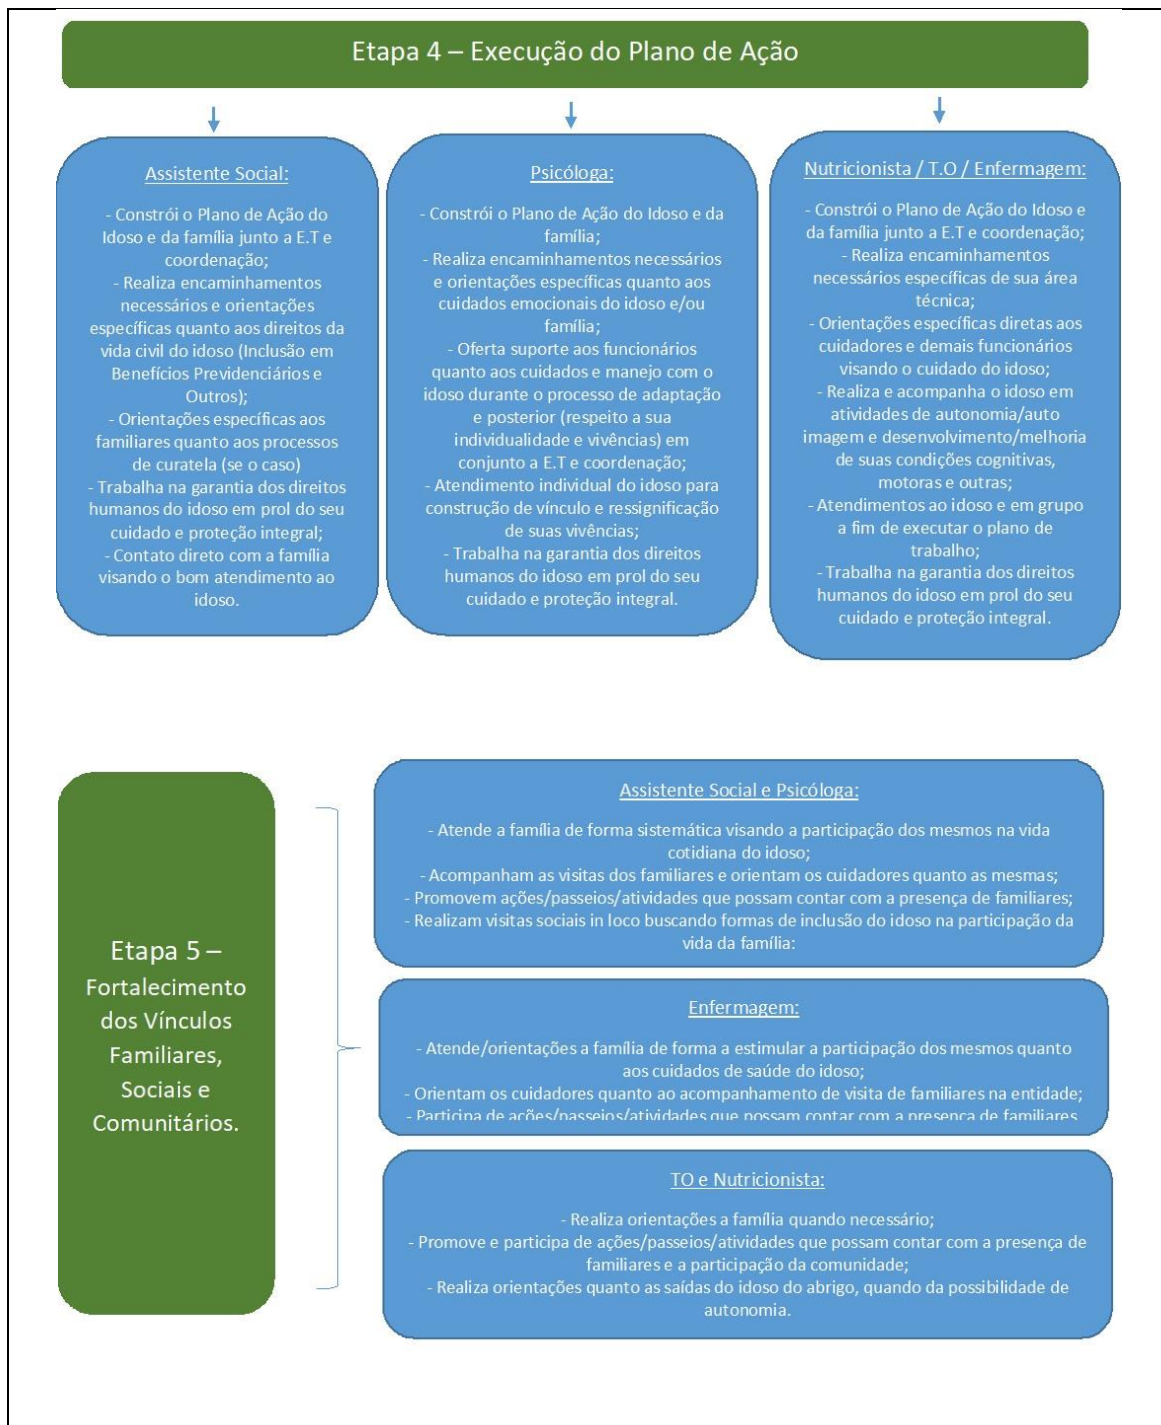 Etapa 4 – Execução do Plano de Ação
Assistente Social:
- Constrói o Plano de Ação do
Idoso e da família junto a E.T e
coordenação;
- Realiza encaminhamentos
necessários e orientações
específicas quanto aos direitos da
vida civil do idoso (Inclusão em
Benefícios Previdenciários e
Outros);
- Orientações específicas aos
familiares quanto aos processos
de curatela (se o caso)
- Trabalha na garantia dos direitos
humanos do idoso em prol do seu
cuidado e proteção integral;
- Contato direto com a família
visando o bom atendimento ao
idoso.
Psicóloga:
- Constrói o Plano de Ação do Idoso e da
família;
- Realiza encaminhamentos necessários
e orientações específicas quanto aos
cuidados emocionais do idoso e/ou
família;
- Oferta suporte aos funcionários
quanto aos cuidados e manejo com o
idoso durante o processo de adaptação
e posterior (respeito a sua
individualidade e vivências) em
conjunto a E.T e coordenação;
- Atendimento individual do idoso para
construção de vínculo e ressignificação
de suas vivências;
- Trabalha na garantia dos direitos
humanos do idoso em prol do seu
cuidado e proteção integral.
Nutricionista / T.O / Enfermagem:
- Constrói o Plano de Ação do Idoso e
da família junto a E.T e coordenação;
- Realiza encaminhamentos
necessários específicas de sua área
técnica;
- Orientações específicas diretas aos
cuidadores e demais funcionários
visando o cuidado do idoso;
- Realiza e acompanha o idoso em
atividades de autonomia/auto
imagem e desenvolvimento/melhoria
de suas condições cognitivas,
motoras e outras;
- Atendimentos ao idoso e em grupo
a fim de executar o plano de
trabalho;
- Trabalha na garantia dos direitos
humanos do idoso em prol do seu
cuidado e proteção integral.
Etapa 5 –
Fortalecimento
dos Vínculos
Familiares,
Sociais e
Comunitários.
Assistente Social e Psicóloga:
- Atende a família de forma sistemática visando a participação dos mesmos na vida
cotidiana do idoso;
- Acompanham as visitas dos familiares e orientam os cuidadores quanto as mesmas;
- Promovem ações/passeios/atividades que possam contar com a presença de familiares;
- Realizam visitas sociais in loco buscando formas de inclusão do idoso na participação da
vida da família:
Enfermagem:
- Atende/orientações a família de forma a estimular a participação dos mesmos quanto
aos cuidados de saúde do idoso;
- Orientam os cuidadores quanto ao acompanhamento de visita de familiares na entidade;
- Participa de ações/passeios/atividades que possam contar com a presença de familiares
TO e Nutricionista:
- Realiza orientações a família quando necessário;
- Promove e participa de ações/passeios/atividades que possam contar com a presença de
familiares e a participação da comunidade;
- Realiza orientações quanto as saídas do idoso do abrigo, quando da possibilidade de
autonomia.